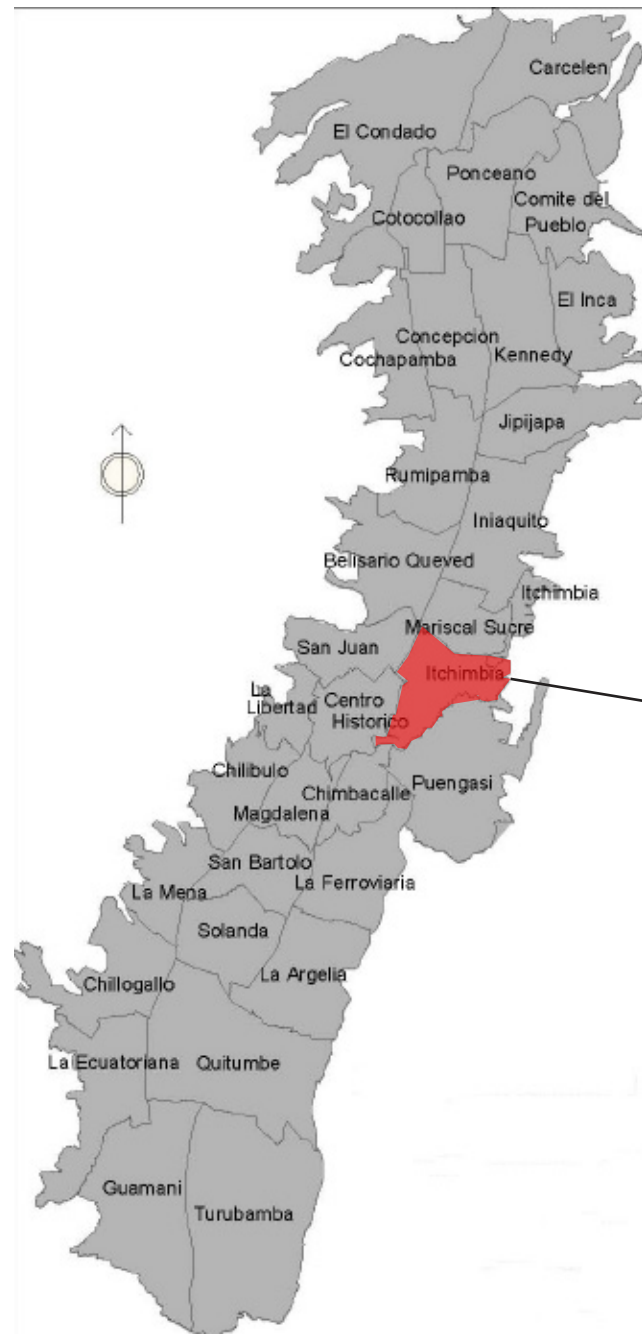 Carcelen
El Condado
Ponceano
Comite del
Pueblo
Cotocollao
El Inca
Concepcion
Cochapamba
Kennedy
Jipijapa
Rumipamba
Iniaquito
Belisario Queved
Itchimbia
Mariscal Sucre
San Juan
Itchimbia
La
Libertad
Centro
Historico
Chilibulo
Puengasi
Chimbacalle
Magdalena
San Bartolo
La Ferroviaria
La Mena
Solanda
La Argelia
Chillogallo
La Ecuatoriana
Quitumbe
Guamani
Turubamba